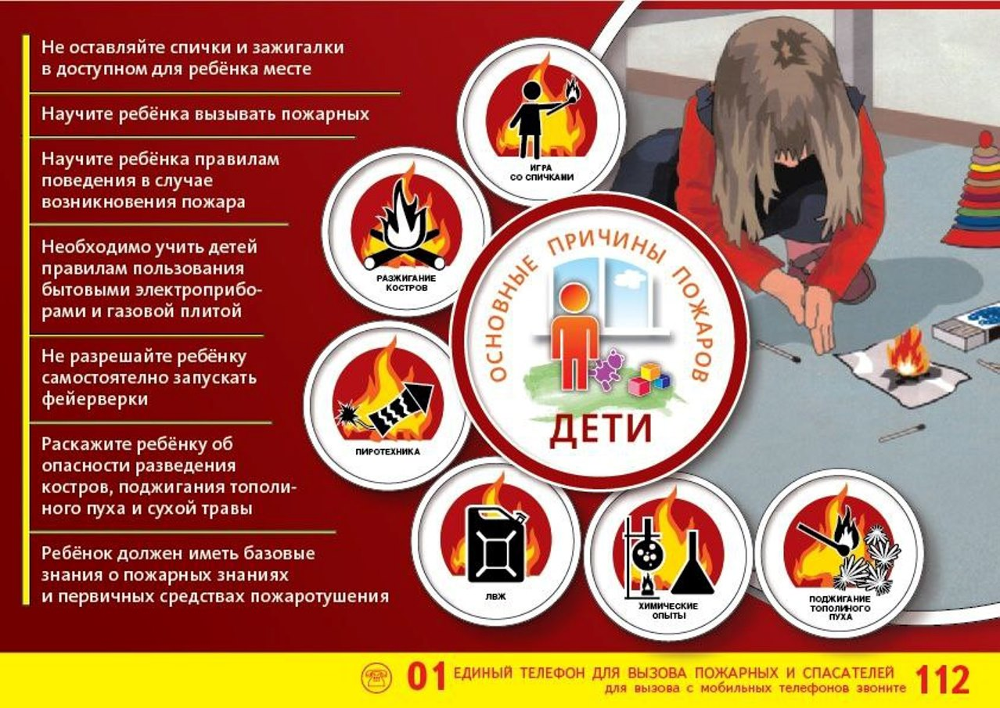 Не оставляйте спички и зажигалки
в доступном для ребёнка месте
Научите ребёнка вызывать пожарных
Научите ребёнка правилам
поведения в случае
возникновения пожара
Необходимо учить детей
правилам пользования
бытовыми электроприбо-
рами и газовой плитой
Не разрешайте ребёнку
самостоятелно запускать
фейерверки
Раскажите ребёнку об
опасности разведения
костров, поджигания тополи-
ного пуха и сухой травы
Ребёнок должен иметь базовые
знания о пожарных знаниях
и первичных средствах пожаротушения
ИГРА
СО СПИЧКАМИ
РАЗЖИГАНИЕ
КОСТРОВ
ПИРОТЕХНИКА
ЛВЖ
ХИМИЧЕСКИЕ
ОПЫТЫ
ПОДЖИГАНИЕ
ТОПОЛИНОГО
ПУХА
ОСНОВНЫЕ ПРИЧИНЫ ПОЖАРОВ
ДЕТИ
01 ЕДИНЫЙ ТЕЛЕФОН ДЛЯ ВЫЗОВА ПОЖАРНЫХ И СПАСАТЕЛЕЙ
для вызова с мобильных телефонов звоните 112